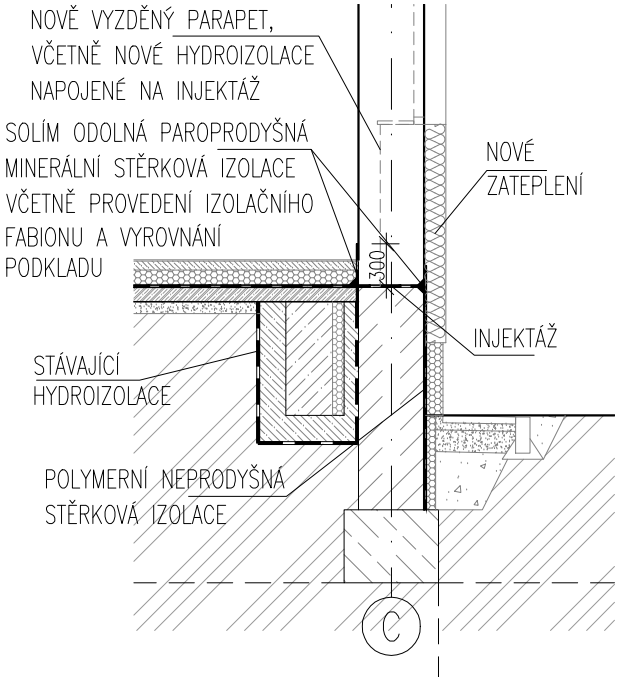 NOVĚ VYZDĚNÝ PARAPET,
VČETNĚ NOVÉ HYDROIZOLACE
NAPOJENÉ NA INJEKTÁŽ
SOLÍM ODOLNÁ PAROPRODYŠNÁ
MINERÁLNÍ STĚRKOVÁ IZOLACE
VČETNĚ PROVEDENÍ IZOLAČNÍHO
FABIONU A VYROVNÁNÍ
PODKLADU
NOVÉ
ZATEPLENÍ
300
INJEKTÁŽ
STÁVAJÍCÍ
HYDROIZOLACE
POLYMERNÍ NEPRODYŠNÁ
STĚRKOVÁ IZOLACE
C